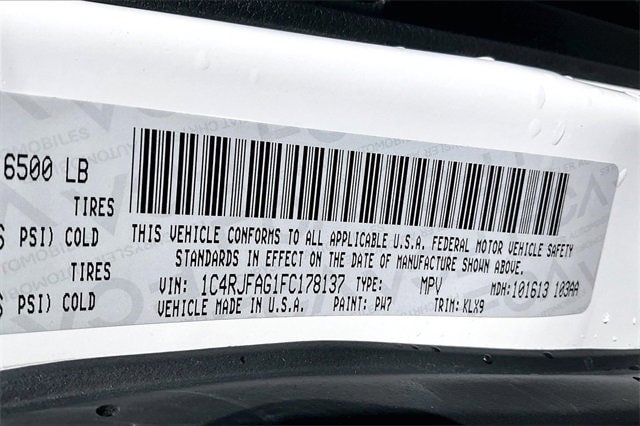 6500 LB
TIRES
PSI) COLD
THIS VEHICLE CONFORMS TO ALL APPLICABLE U.S.A. FEDERAL MOTOR VEHICLE SAFETY
STANDARDS IN EFFECT ON THE DATE OF MANUFACTURE SHOWN ABOVE.
TIRES
VIN: 1C4RJFAG1FC178137 TYPE: MPV MDH: 101613 103AA
PSI) COLD
VEHICLE MADE IN U.S.A. PAINT: PW7 TRIM: KLX9